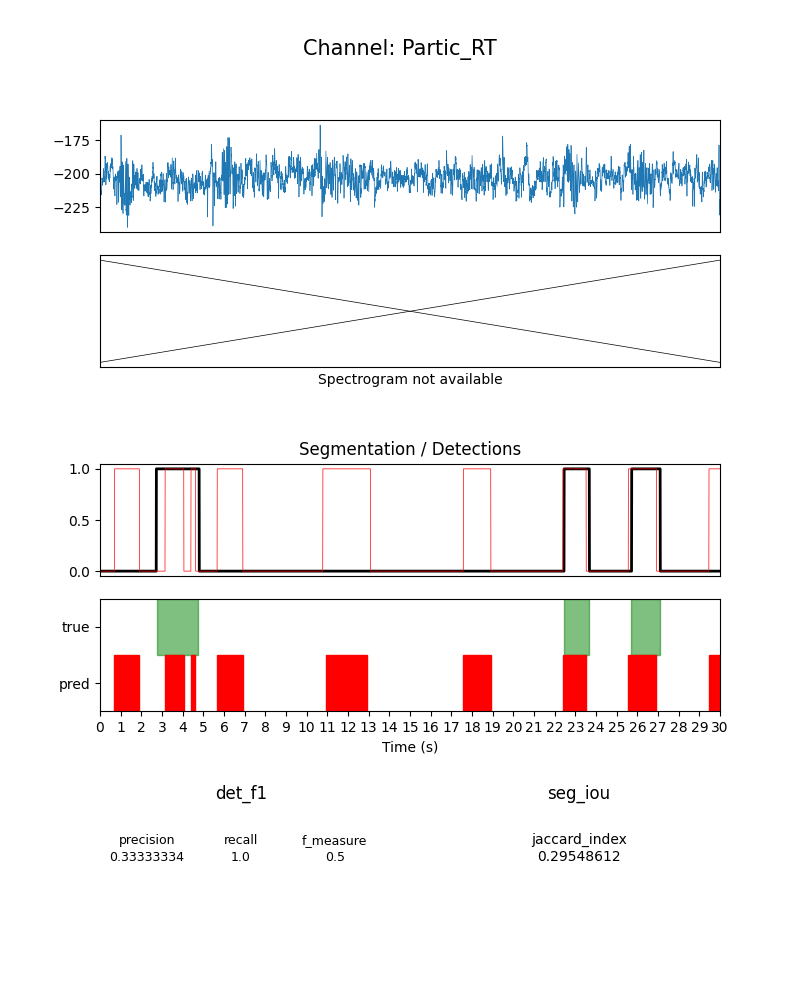 Channel: Partic_RT
−175
−200
−225
Spectrogram not available
Segmentation / Detections
1.0
0.5
0.0
true
pred
0 1 2 3 4 5 6 7 8 9 10 11 12 13 14 15 16 17 18 19 20 21 22 23 24 25 26 27 28 29 30
Time (s)
det_f1 seg_iou
precision recall f_measure jaccard_index
0.33333334 1.0 0.5 0.29548612